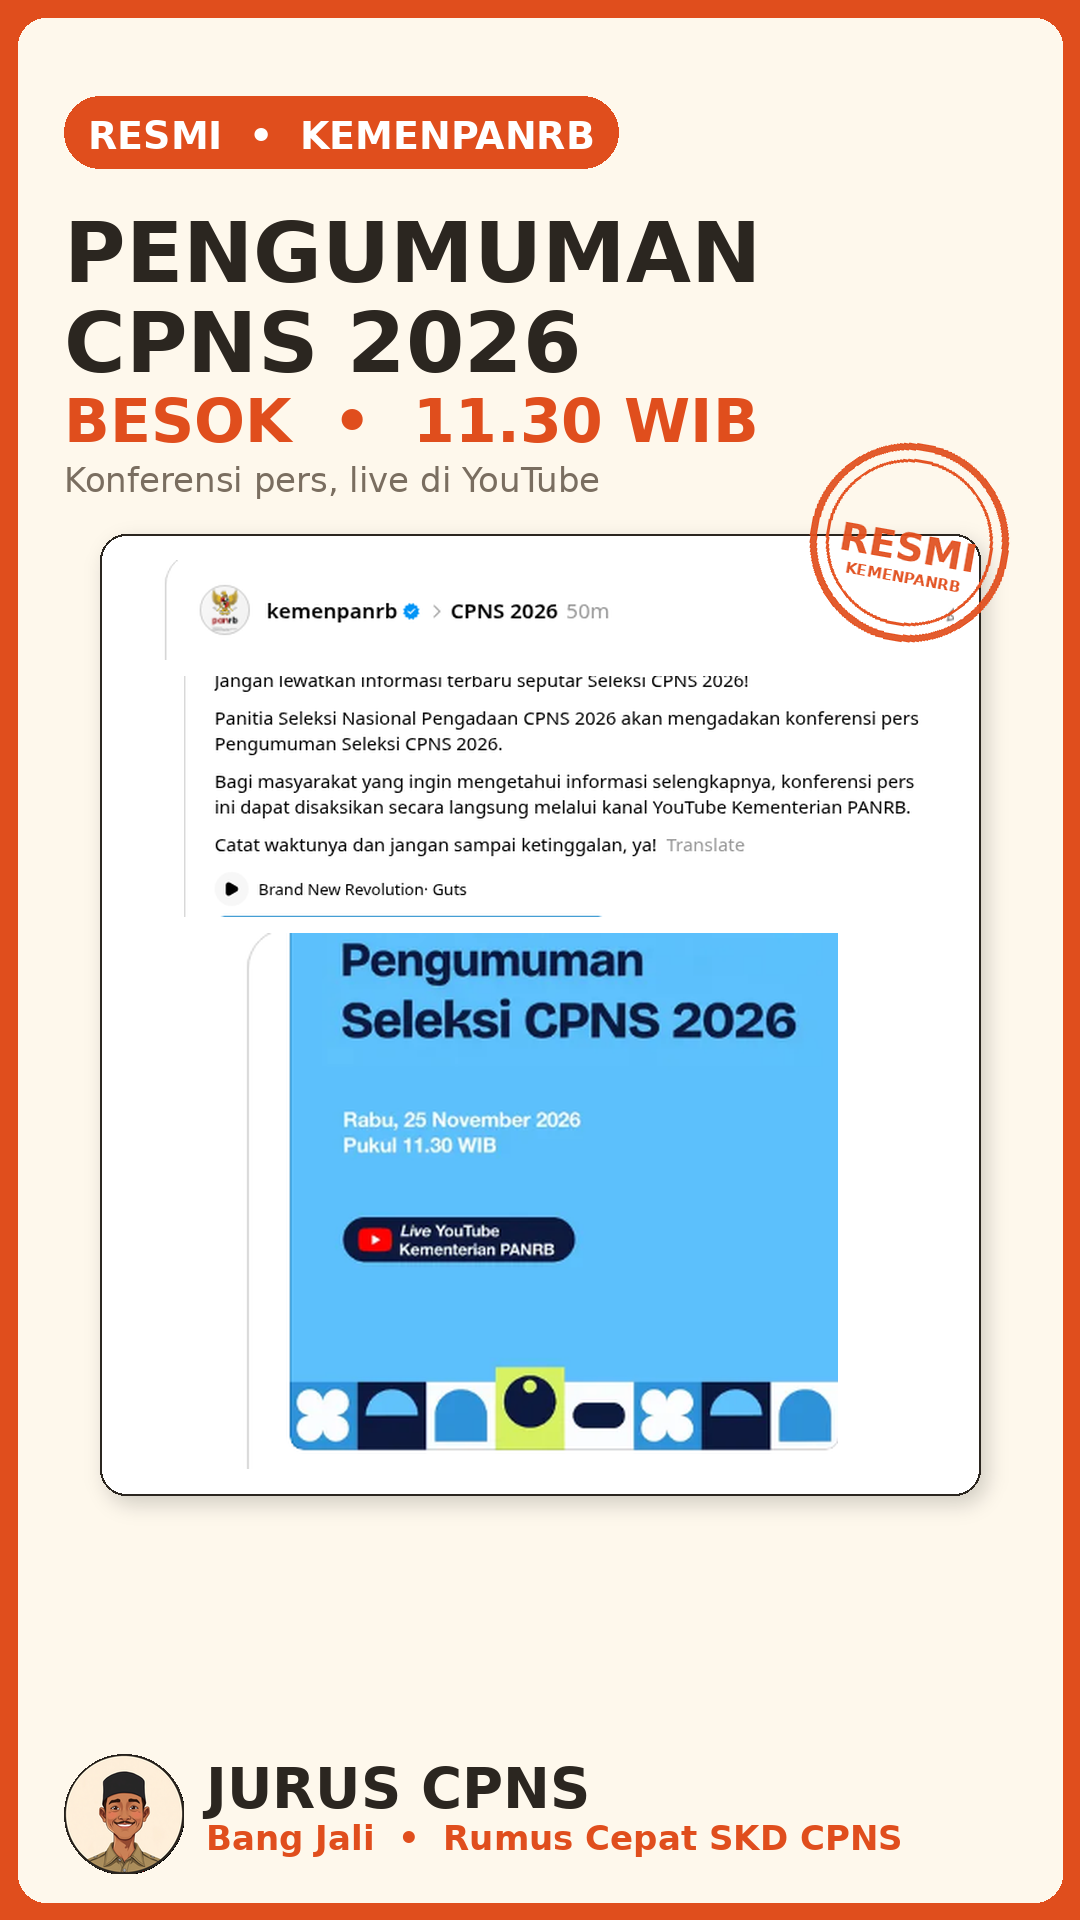 RESMI • KEMENPANRB
PENGUMUMAN
CPNS 2026
BESOK • 11.30 WIB
Konferensi pers, live di YouTube
RESMI
KEMENPANRB
panrb
kemenpanrb > CPNS 2026 50m
Jangan lewatkan informasi terbaru seputar Seleksi CPNS 2026!
Panitia Seleksi Nasional Pengadaan CPNS 2026 akan mengadakan konferensi pers
Pengumuman Seleksi CPNS 2026.
Bagi masyarakat yang ingin mengetahui informasi selengkapnya, konferensi pers
ini dapat disaksikan secara langsung melalui kanal YouTube Kementerian PANRB.
Catat waktunya dan jangan sampai ketinggalan, ya! Translate
Brand New Revolution· Guts
Pengumuman
Seleksi CPNS 2026
Rabu, 25 November 2026
Pukul 11.30 WIB
Live YouTube
Kementerian PANRB
JURUS CPNS
Bang Jali • Rumus Cepat SKD CPNS